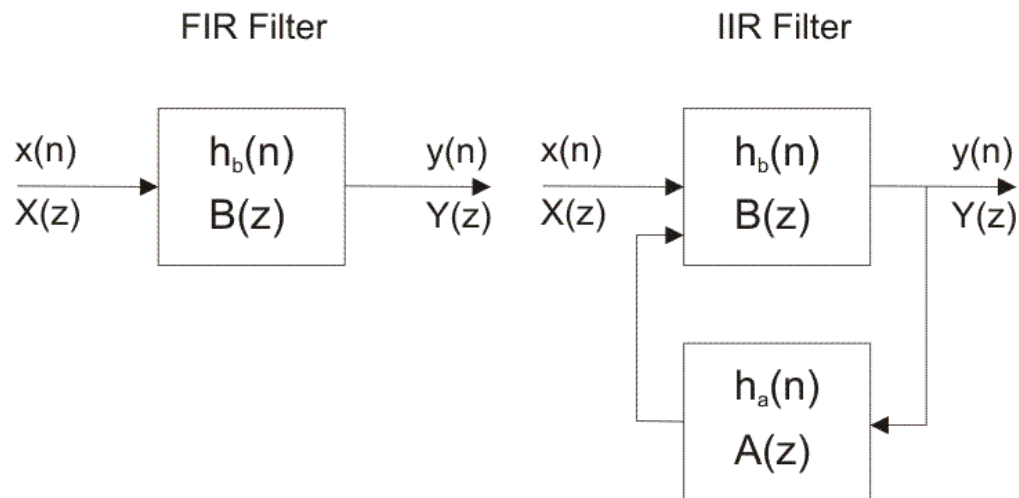 FIR Filter
x(n)
X(z)
h_b(n)
B(z)
y(n)
Y(z)
IIR Filter
x(n)
X(z)
h_b(n)
B(z)
y(n)
Y(z)
h_a(n)
A(z)